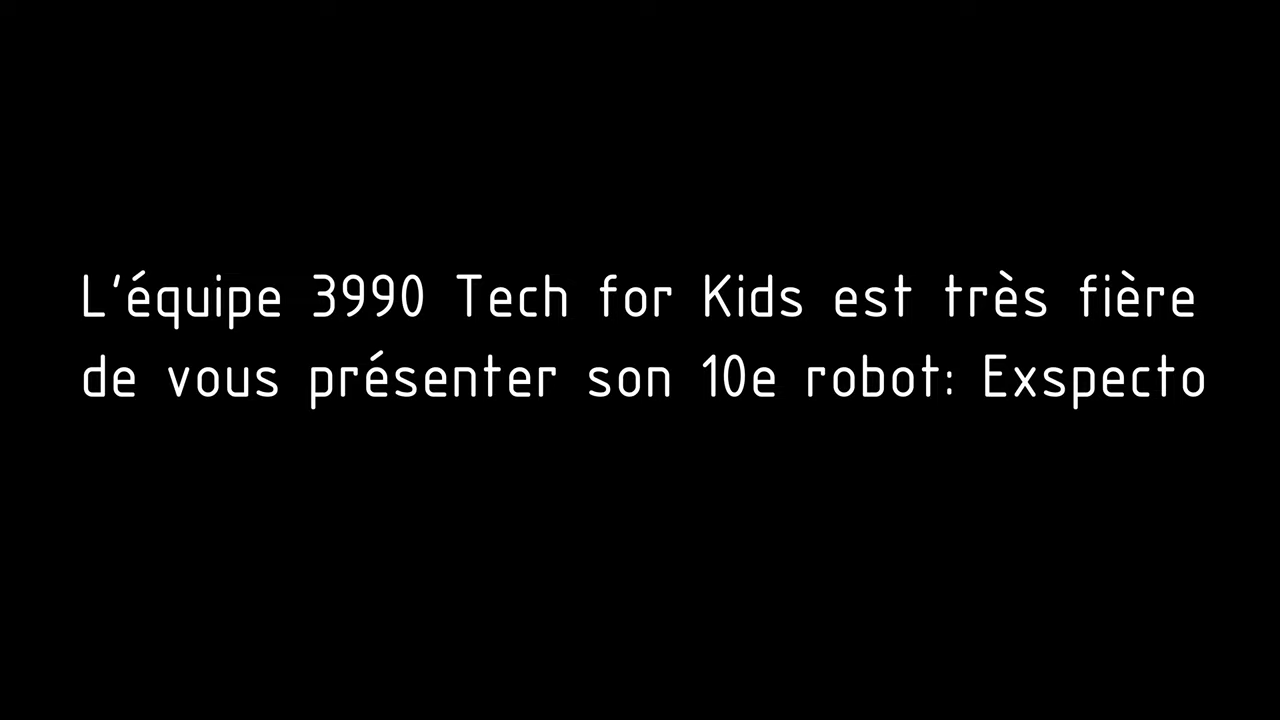 L'équipe 3990 Tech for Kids est très fière
de vous présenter son 10e robot: Exspecto